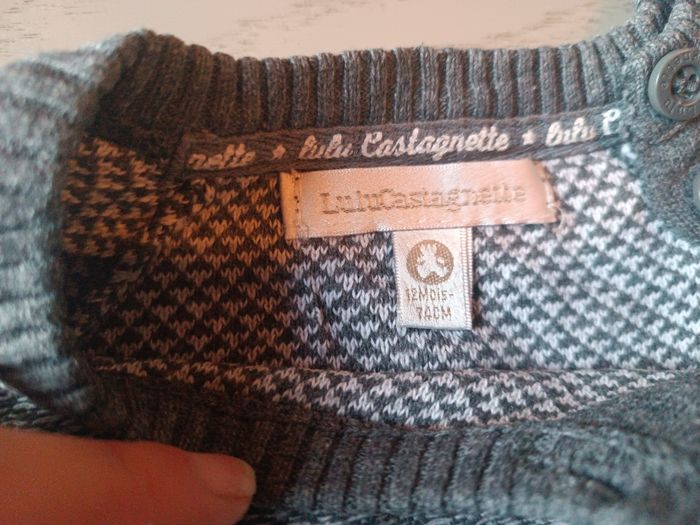 nette ★ lulu Castagnette ★ lulu C
LuluCastagnette
12Mois-
74CM